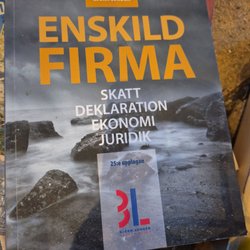 ENSKILD
FIRMA
SKATT
DEKLARATION
EKONOMI
JURIDIK
25:e upplagan
BL